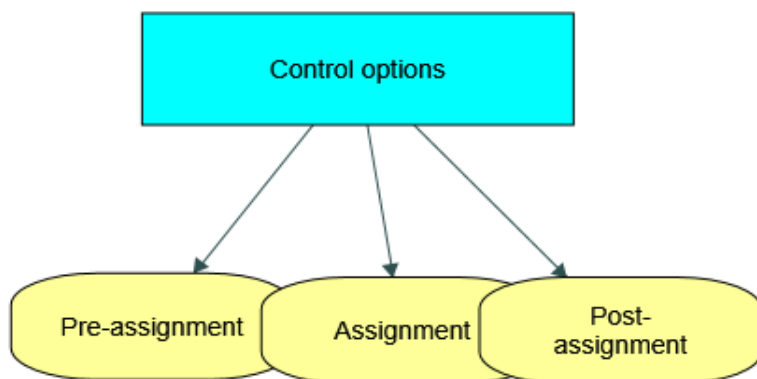 Control options
Pre-assignment
Assignment
Post-
assignment